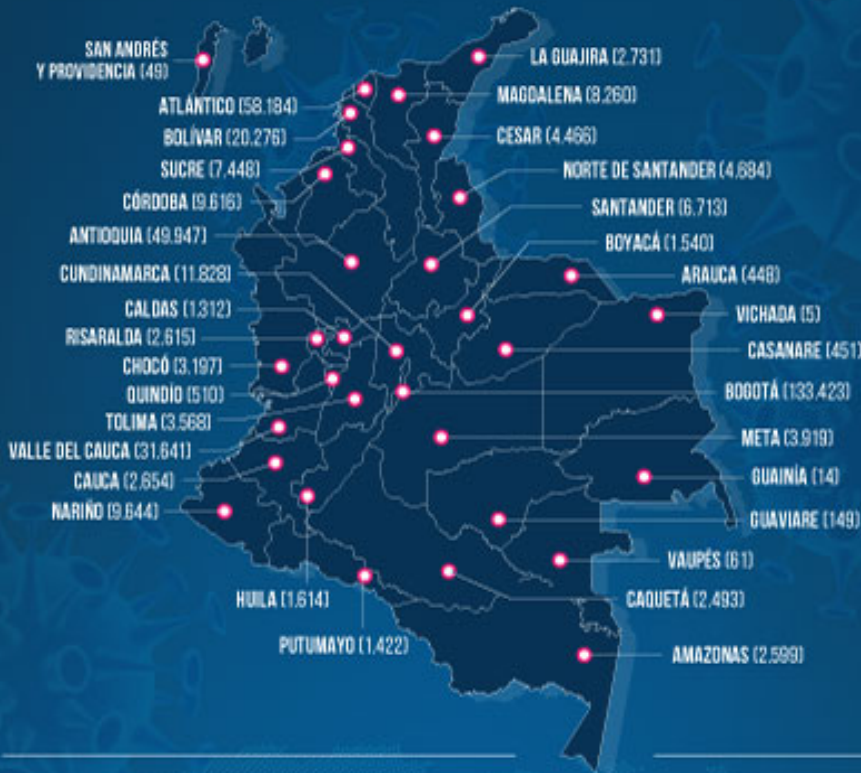 SAN ANDRÉS
Y PROVIDENCIA (49)
ATLÁNTICO (58.184)
BOLÍVAR (20.276)
SUCRE (7.448)
CÓRDOBA (9.616)
ANTIOQUIA (49.947)
CUNDINAMARCA (11.828)
CALDAS (1.312)
RISARALDA (2.615)
CHOCÓ (3.197)
QUINDÍO (510)
TOLIMA (3.568)
VALLE DEL CAUCA (31.641)
CAUCA (2.654)
NARIÑO (9.644)
HUILA (1.614)
PUTUMAYO (1.422)
LA GUAJIRA (2.731)
MAGDALENA (8.260)
CESAR (4.466)
NORTE DE SANTANDER (4.684)
SANTANDER (6.713)
BOYACÁ (1.540)
ARAUCA (448)
VICHADA (5)
CASANARE (451)
BOGOTÁ (133.423)
META (3.919)
GUAINÍA (14)
GUAVIARE (149)
VAUPÉS (61)
CAQUETÁ (2.493)
AMAZONAS (2.599)